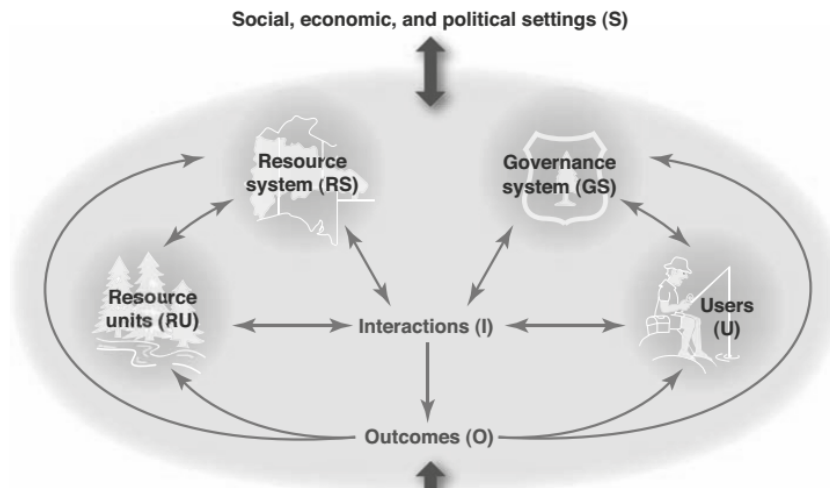 Social, economic, and political settings (S)
Resource
system (RS)
Governance
system (GS)
Resource
units (RU)
Interactions (I)
Users
(U)
Outcomes (O)